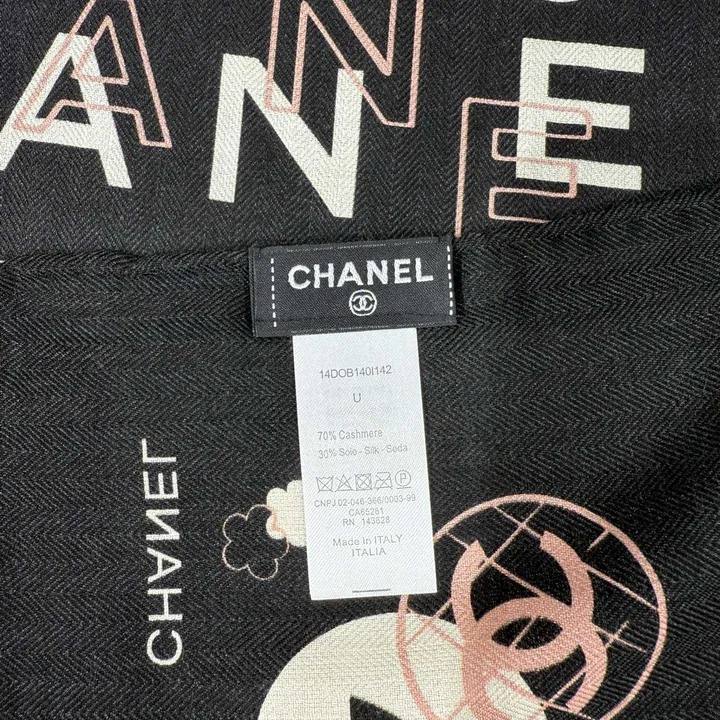 ANE
ANE
CHANEL
14DOB140I142
U
70% Cashmere
30% Soie - Silk - Seda
CNPJ 02-046-366/0003-99
CA65281
RN 143628
Made in ITALY
ITALIA
CHANEL